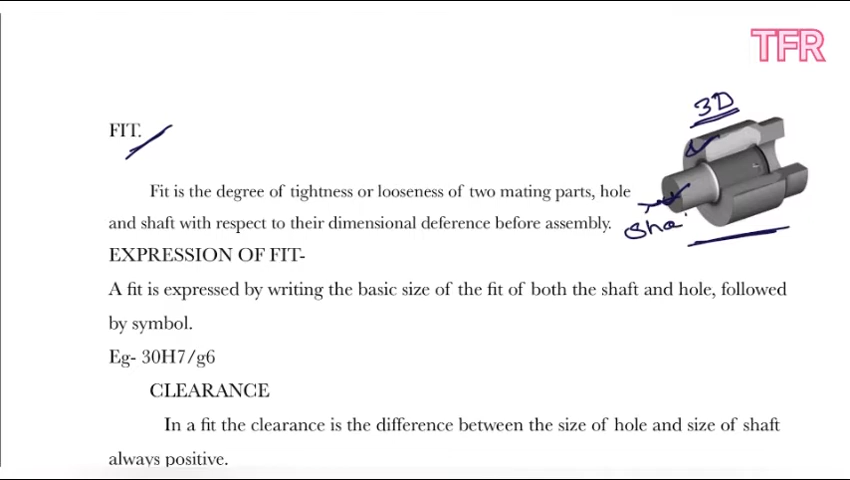 TFR
3D
FIT.
Fit is the degree of tightness or looseness of two mating parts, hole
and shaft with respect to their dimensional deference before assembly.
Sha
EXPRESSION OF FIT-
A fit is expressed by writing the basic size of the fit of both the shaft and hole, followed
by symbol.
Eg- 30H7/g6
CLEARANCE
In a fit the clearance is the difference between the size of hole and size of shaft
always positive.